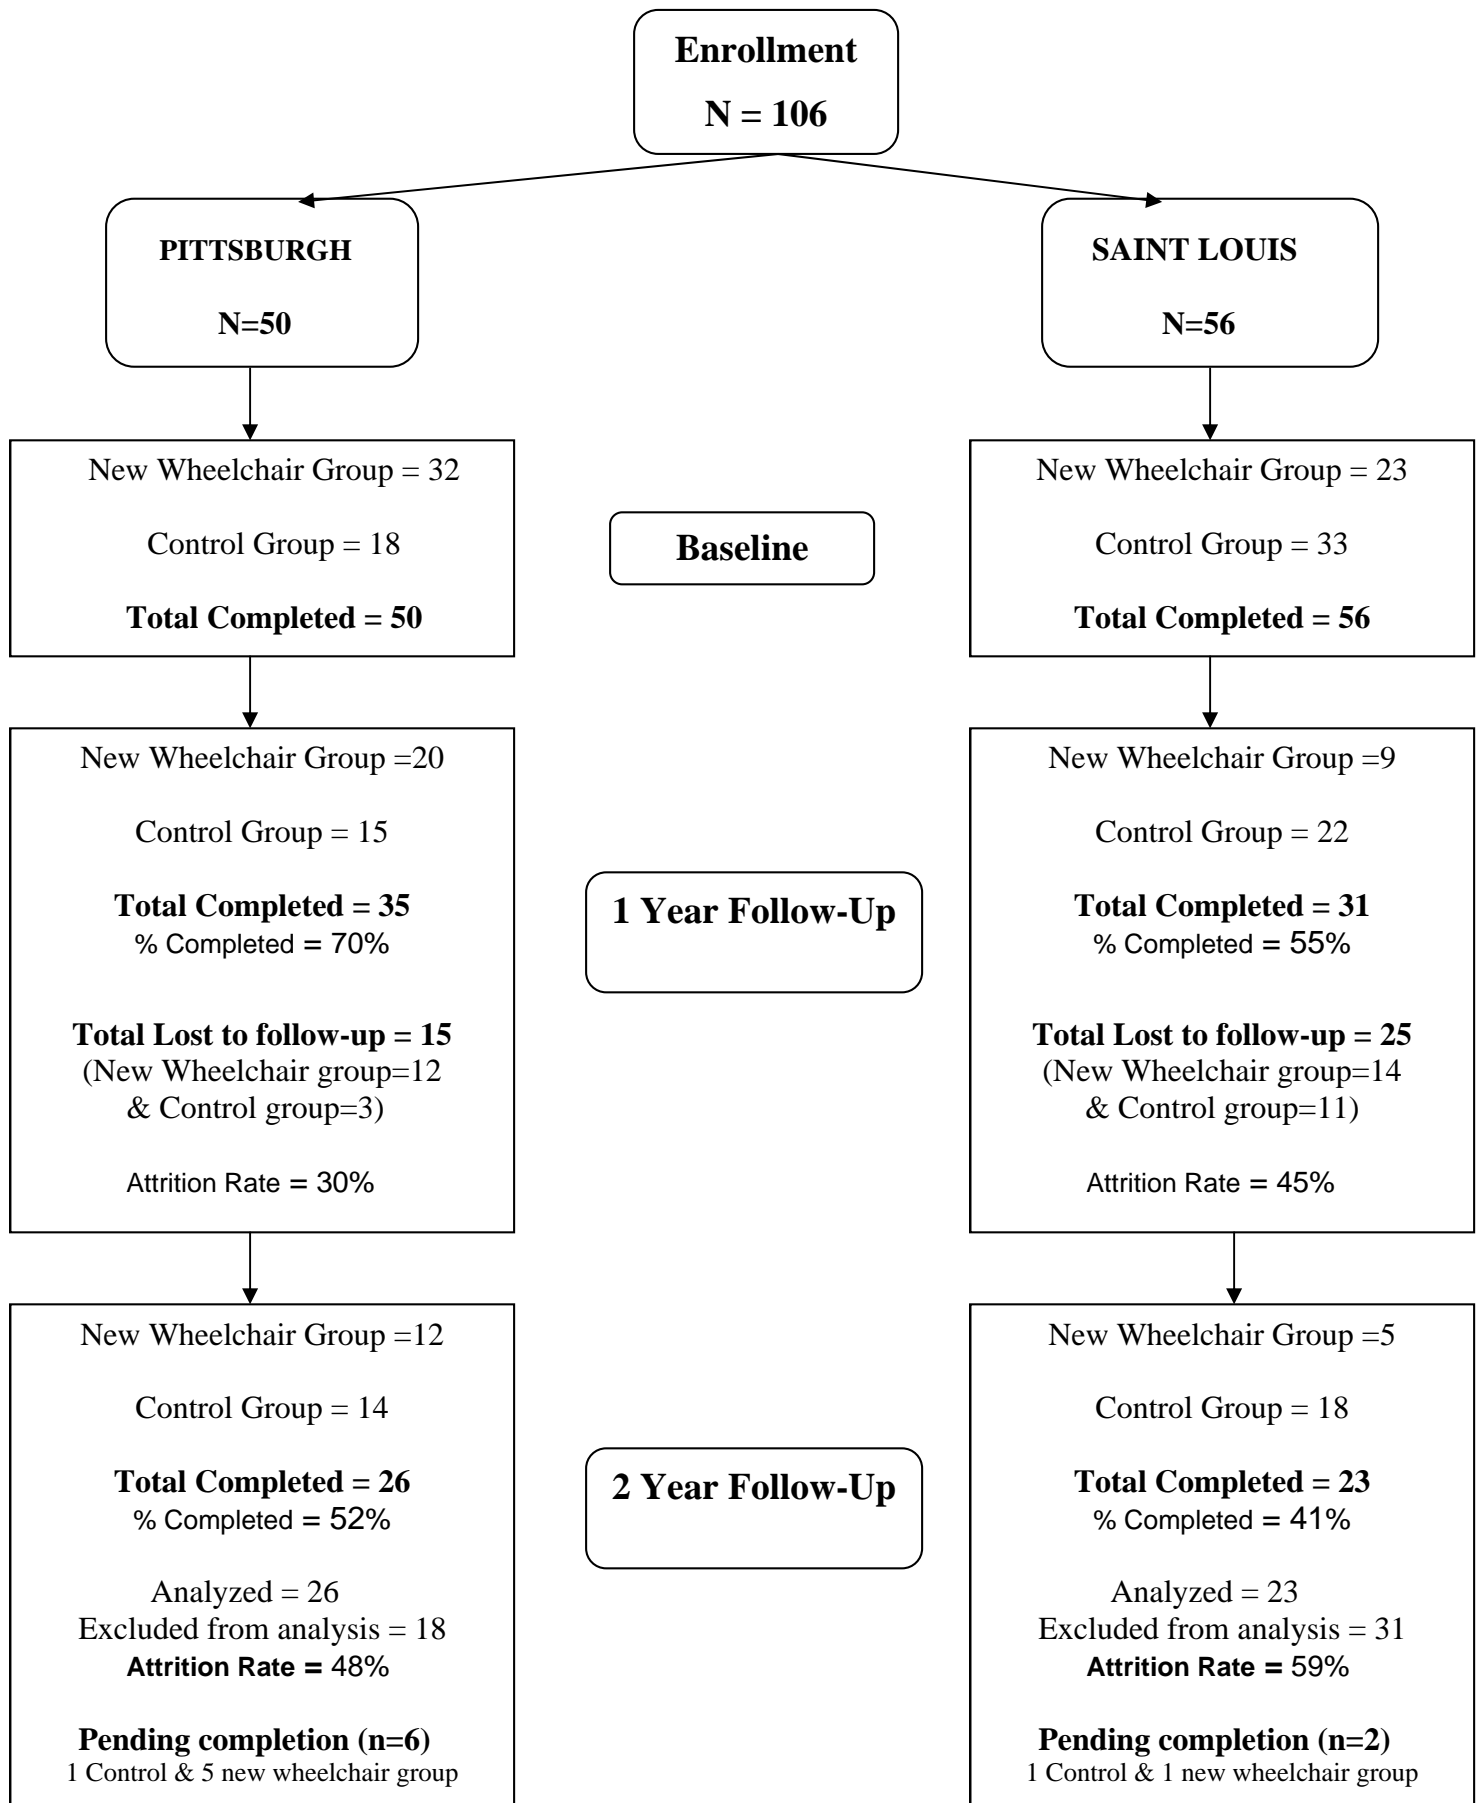 Enrollment
N = 106
PITTSBURGH
N=50
SAINT LOUIS
N=56
New Wheelchair Group = 32
Control Group = 18
Total Completed = 50
Baseline
New Wheelchair Group = 23
Control Group = 33
Total Completed = 56
New Wheelchair Group =20
Control Group = 15
Total Completed = 35
% Completed = 70%
Total Lost to follow-up = 15
(New Wheelchair group=12
& Control group=3)
Attrition Rate = 30%
1 Year Follow-Up
New Wheelchair Group =9
Control Group = 22
Total Completed = 31
% Completed = 55%
Total Lost to follow-up = 25
(New Wheelchair group=14
& Control group=11)
Attrition Rate = 45%
New Wheelchair Group =12
Control Group = 14
Total Completed = 26
% Completed = 52%
Analyzed = 26
Excluded from analysis = 18
Attrition Rate = 48%
Pending completion (n=6)
1 Control & 5 new wheelchair group
2 Year Follow-Up
New Wheelchair Group =5
Control Group = 18
Total Completed = 23
% Completed = 41%
Analyzed = 23
Excluded from analysis = 31
Attrition Rate = 59%
Pending completion (n=2)
1 Control & 1 new wheelchair group